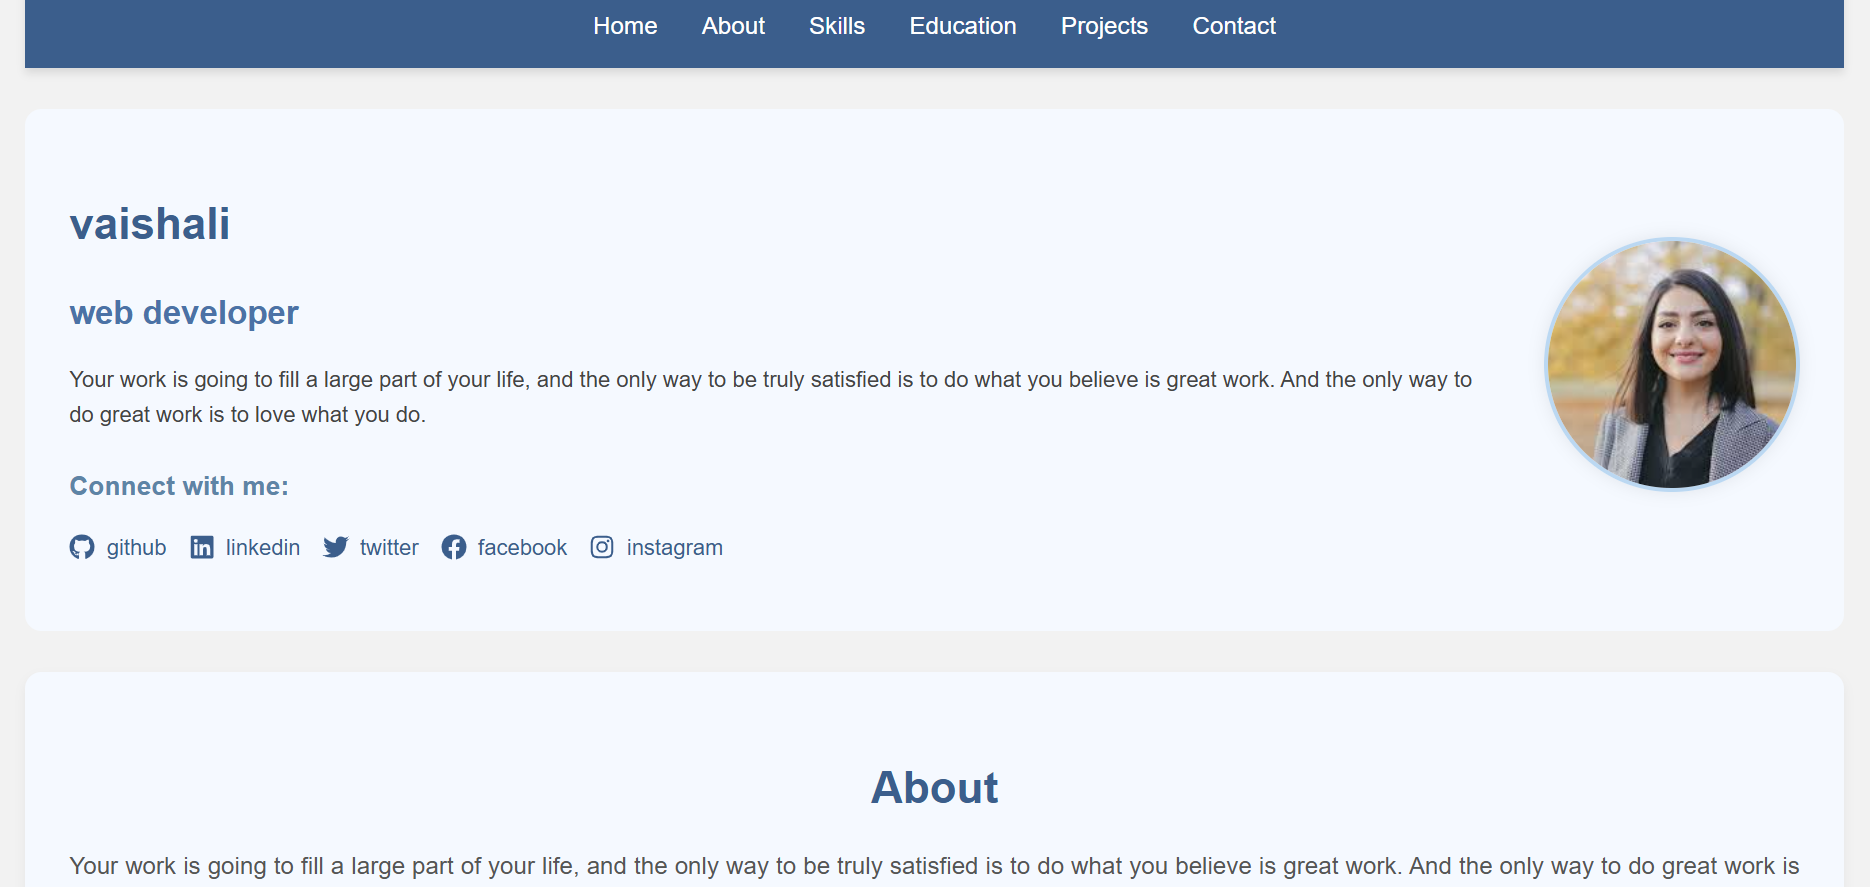 Home About Skills Education Projects Contact
vaishali
web developer
Your work is going to fill a large part of your life, and the only way to be truly satisfied is to do what you believe is great work. And the only way to
do great work is to love what you do.
Connect with me:
github linkedin twitter facebook instagram
About
Your work is going to fill a large part of your life, and the only way to be truly satisfied is to do what you believe is great work. And the only way to do great work is